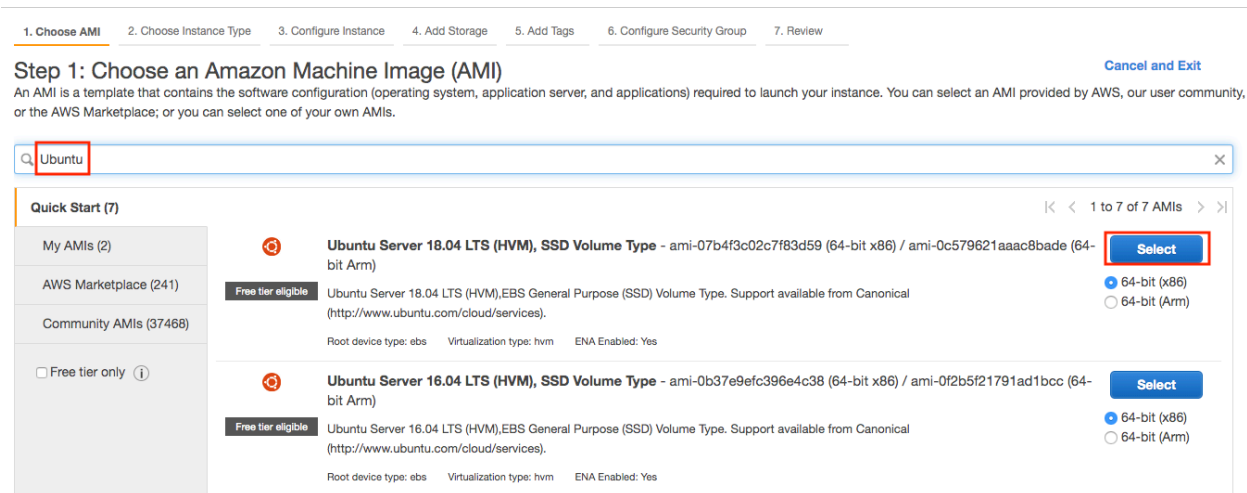 1. Choose AMI 2. Choose Instance Type 3. Configure Instance 4. Add Storage 5. Add Tags 6. Configure Security Group 7. Review
Step 1: Choose an Amazon Machine Image (AMI) Cancel and Exit
An AMI is a template that contains the software configuration (operating system, application server, and applications) required to launch your instance. You can select an AMI provided by AWS, our user community,
or the AWS Marketplace; or you can select one of your own AMIs.
Ubuntu
Quick Start (7)
1 to 7 of 7 AMIs
My AMIs (2)
AWS Marketplace (241)
Community AMIs (37468)
Free tier only
Ubuntu Server 18.04 LTS (HVM), SSD Volume Type - ami-07b4f3c02c7f83d59 (64-bit x86) / ami-0c579621aaac8bade (64-
bit Arm)
Free tier eligible
Ubuntu Server 18.04 LTS (HVM),EBS General Purpose (SSD) Volume Type. Support available from Canonical
(http://www.ubuntu.com/cloud/services).
Root device type: ebs Virtualization type: hvm ENA Enabled: Yes
Select
64-bit (x86)
64-bit (Arm)
Ubuntu Server 16.04 LTS (HVM), SSD Volume Type - ami-0b37e9efc396e4c38 (64-bit x86) / ami-0f2b5f21791ad1bcc (64-
bit Arm)
Free tier eligible
Ubuntu Server 16.04 LTS (HVM),EBS General Purpose (SSD) Volume Type. Support available from Canonical
(http://www.ubuntu.com/cloud/services).
Root device type: ebs Virtualization type: hvm ENA Enabled: Yes
Select
64-bit (x86)
64-bit (Arm)